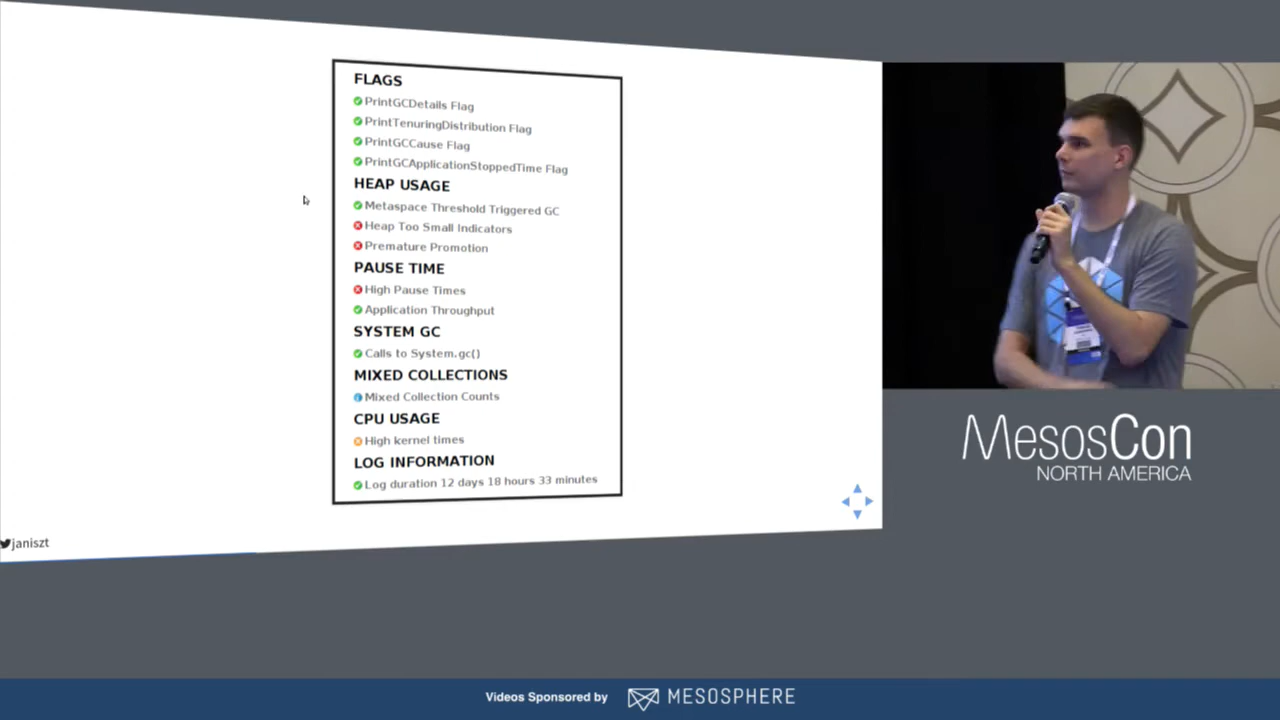 FLAGS
PrintGCDetails Flag
PrintTenuringDistribution Flag
PrintGCCause Flag
PrintGCApplicationStoppedTime Flag
HEAP USAGE
Metaspace Threshold Triggered GC
Heap Too Small Indicators
Premature Promotion
PAUSE TIME
High Pause Times
Application Throughput
SYSTEM GC
Calls to System.gc()
MIXED COLLECTIONS
Mixed Collection Counts
CPU USAGE
High kernel times
LOG INFORMATION
Log duration 12 days 18 hours 33 minutes
janiszt
MesosCon
NORTH AMERICA
Videos Sponsored by MESOSPHERE